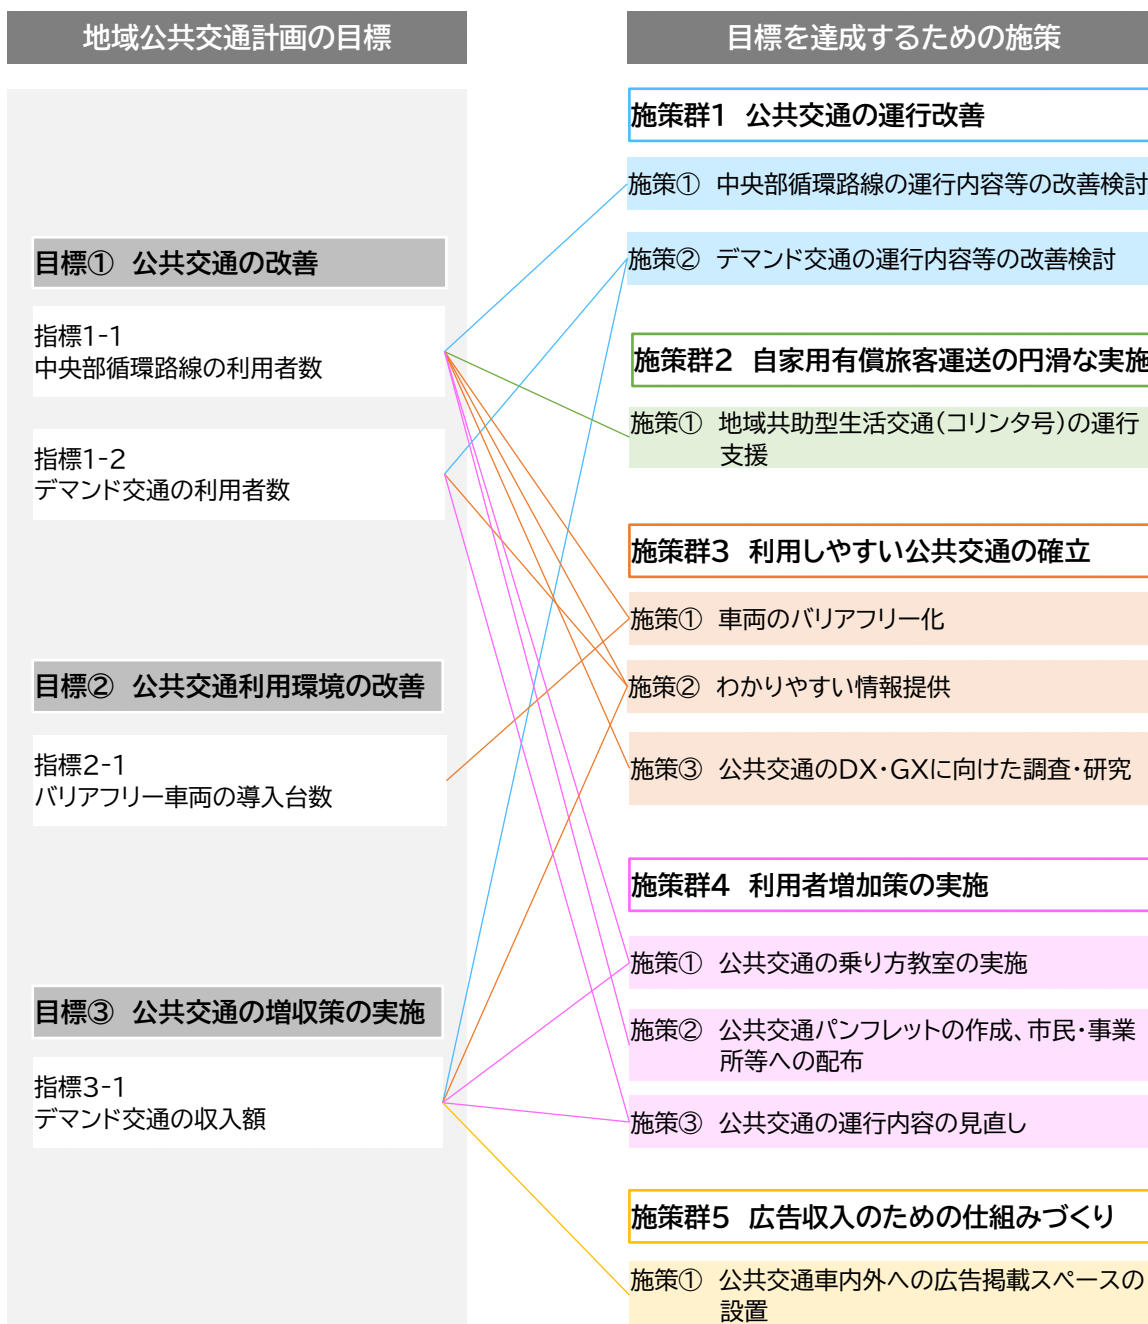 地域公共交通計画の目標
目標① 公共交通の改善
指標1-1
中央部循環路線の利用者数
指標1-2
デマンド交通の利用者数
目標② 公共交通利用環境の改善
指標2-1
バリアフリー車両の導入台数
目標③ 公共交通の増収策の実施
指標3-1
デマンド交通の収入額
目標を達成するための施策
施策群1 公共交通の運行改善
施策① 中央部循環路線の運行内容等の改善検討
施策② デマンド交通の運行内容等の改善検討
施策群2 自家用有償旅客運送の円滑な実施
施策① 地域共助型生活交通(コリンタ号)の運行
支援
施策群3 利用しやすい公共交通の確立
施策① 車両のバリアフリー化
施策② わかりやすい情報提供
施策③ 公共交通のDX・GXに向けた調査・研究
施策群4 利用者増加策の実施
施策① 公共交通の乗り方教室の実施
施策② 公共交通パンフレットの作成、市民・事業
所等への配布
施策③ 公共交通の運行内容の見直し
施策群5 広告収入のための仕組みづくり
施策① 公共交通車内外への広告掲載スペースの
設置